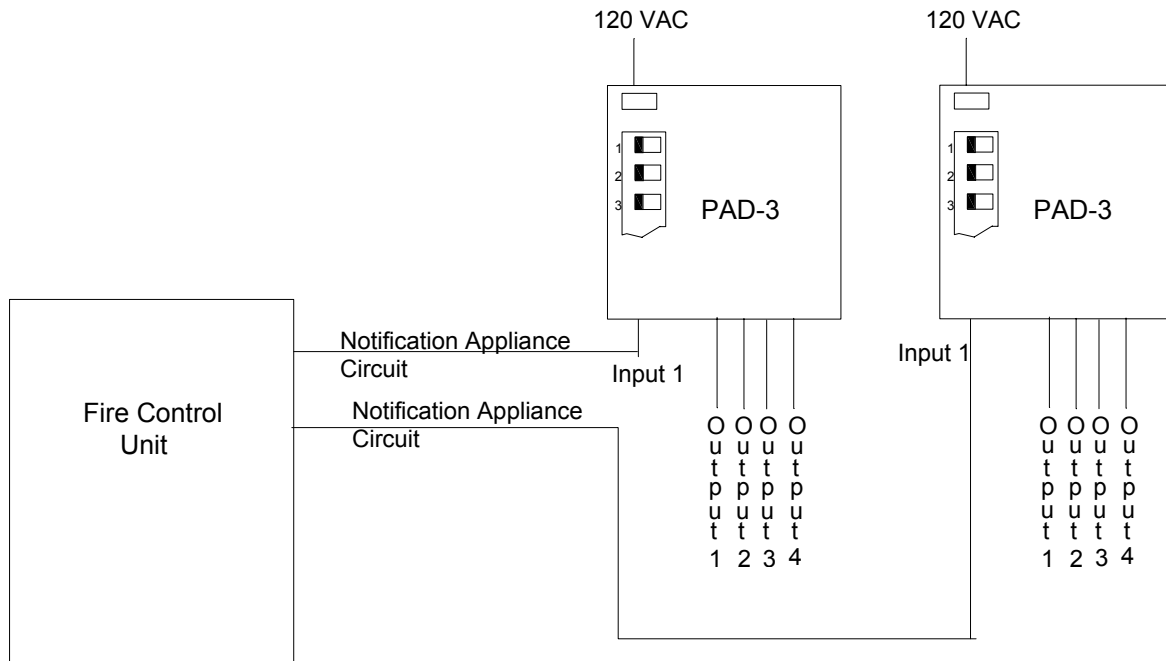 120 VAC
120 VAC
1
2
3
PAD-3
1
2
3
PAD-3
Notification Appliance
Circuit
Input 1
Input 1
Notification Appliance
Circuit
Fire Control
Unit
Output 1
Output 2
Output 3
Output 4
Output 1
Output 2
Output 3
Output 4